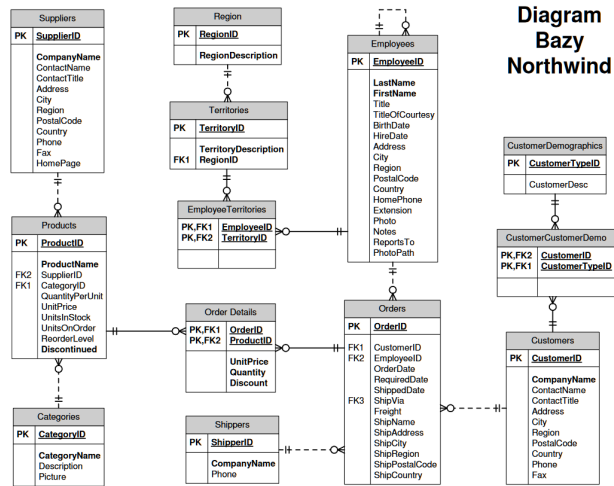 Diagram
Bazy
Northwind
Suppliers
PK SupplierID
CompanyName
ContactName
ContactTitle
Address
City
Region
PostalCode
Country
Phone
Fax
HomePage
Region
PK RegionID
RegionDescription
Territories
PK TerritoryID
TerritoryDescription
FK1 RegionID
EmployeeTerritories
PK,FK1 EmployeeID
PK,FK2 TerritoryID
Employees
PK EmployeeID
LastName
FirstName
Title
TitleOfCourtesy
BirthDate
HireDate
Address
City
Region
PostalCode
Country
HomePhone
Extension
Photo
Notes
ReportsTo
PhotoPath
CustomerDemographics
PK CustomerTypeID
CustomerDesc
CustomerCustomerDemo
PK,FK2 CustomerID
PK,FK1 CustomerTypeID
Products
PK ProductID
ProductName
FK2 SupplierID
FK1 CategoryID
QuantityPerUnit
UnitPrice
UnitsInStock
UnitsOnOrder
ReorderLevel
Discontinued
Order Details
PK,FK1 OrderID
PK,FK2 ProductID
UnitPrice
Quantity
Discount
Orders
PK OrderID
FK1 CustomerID
FK2 EmployeeID
OrderDate
RequiredDate
ShippedDate
FK3 ShipVia
Freight
ShipName
ShipAddress
ShipCity
ShipRegion
ShipPostalCode
ShipCountry
Customers
PK CustomerID
CompanyName
ContactName
ContactTitle
Address
City
Region
PostalCode
Country
Phone
Fax
Categories
PK CategoryID
CategoryName
Description
Picture
Shippers
PK ShipperID
CompanyName
Phone